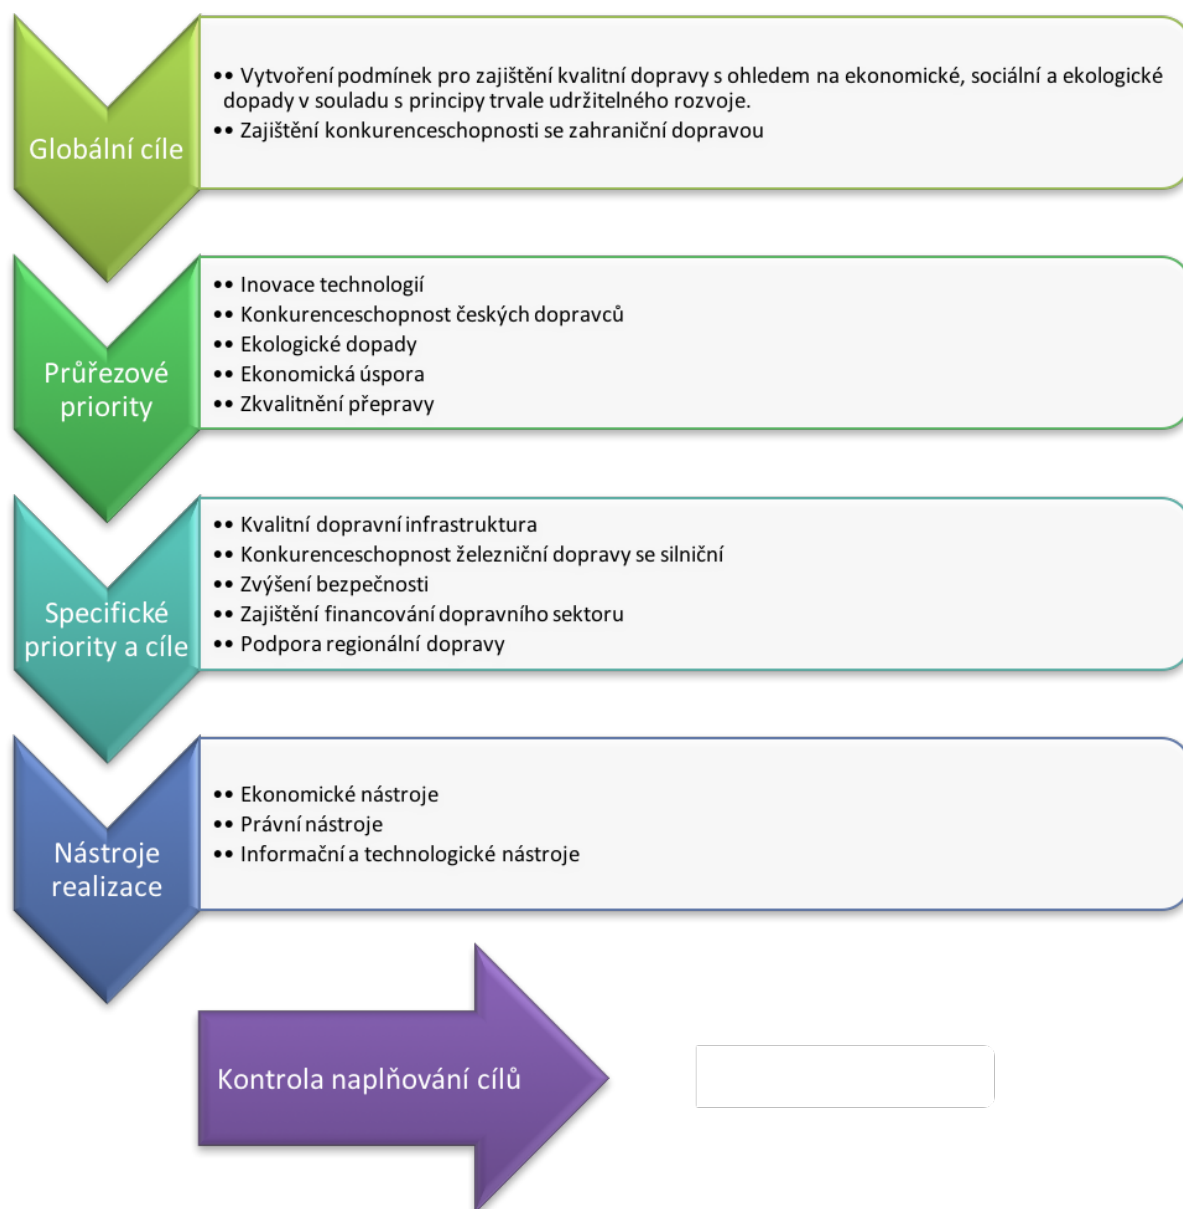 Globální cíle
•• Vytvoření podmínek pro zajištění kvalitní dopravy s ohledem na ekonomické, sociální a ekologické
dopady v souladu s principy trvale udržitelného rozvoje.
•• Zajištění konkurenceschopnosti se zahraniční dopravou
Průřezové
priority
•• Inovace technologií
•• Konkurenceschopnost českých dopravců
•• Ekologické dopady
•• Ekonomická úspora
•• Zkvalitnění přepravy
Specifické
priority a cíle
•• Kvalitní dopravní infrastruktura
•• Konkurenceschopnost železniční dopravy se silniční
•• Zvýšení bezpečnosti
•• Zajištění financování dopravního sektoru
•• Podpora regionální dopravy
Nástroje
realizace
•• Ekonomické nástroje
•• Právní nástroje
•• Informační a technologické nástroje
Kontrola naplňování cílů